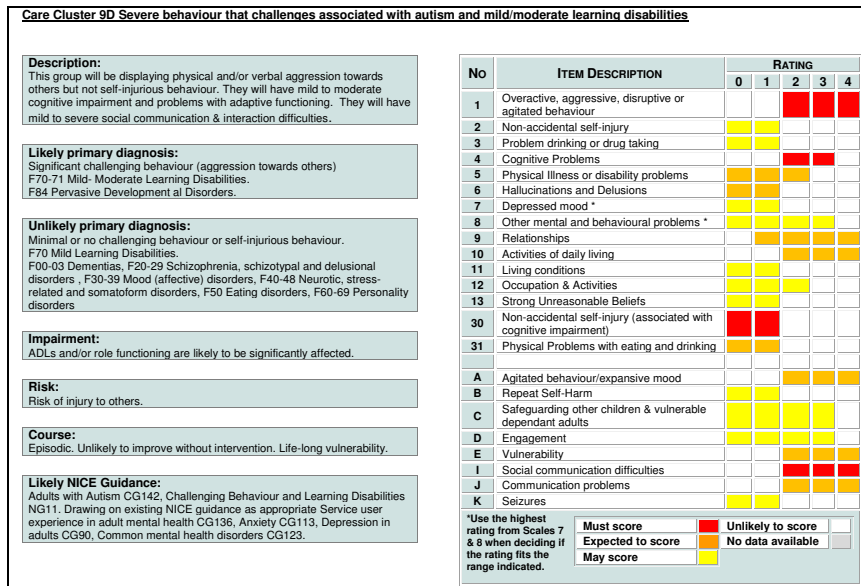 Care Cluster 9D Severe behaviour that challenges associated with autism and mild/moderate learning disabilities
Description:
This group will be displaying physical and/or verbal aggression towards
others but not self-injurious behaviour. They will have mild to moderate
cognitive impairment and problems with adaptive functioning. They will have
mild to severe social communication & interaction difficulties.
Likely primary diagnosis:
Significant challenging behaviour (aggression towards others)
F70-71 Mild- Moderate Learning Disabilities.
F84 Pervasive Development al Disorders.
Unlikely primary diagnosis:
Minimal or no challenging behaviour or self-injurious behaviour.
F70 Mild Learning Disabilities.
F00-03 Dementias, F20-29 Schizophrenia, schizotypal and delusional
disorders , F30-39 Mood (affective) disorders, F40-48 Neurotic, stress-
related and somatoform disorders, F50 Eating disorders, F60-69 Personality
disorders
Impairment:
ADLs and/or role functioning are likely to be significantly affected.
Risk:
Risk of injury to others.
Course:
Episodic. Unlikely to improve without intervention. Life-long vulnerability.
Likely NICE Guidance:
Adults with Autism CG142, Challenging Behaviour and Learning Disabilities
NG11. Drawing on existing NICE guidance as appropriate Service user
experience in adult mental health CG136, Anxiety CG113, Depression in
adults CG90, Common mental health disorders CG123.
NO ITEM DESCRIPTION RATING
0 1 2 3 4
1 Overactive, aggressive, disruptive or
agitated behaviour
2 Non-accidental self-injury
3 Problem drinking or drug taking
4 Cognitive Problems
5 Physical Illness or disability problems
6 Hallucinations and Delusions
7 Depressed mood *
8 Other mental and behavioural problems *
9 Relationships
10 Activities of daily living
11 Living conditions
12 Occupation & Activities
13 Strong Unreasonable Beliefs
30 Non-accidental self-injury (associated with
cognitive impairment)
31 Physical Problems with eating and drinking
A Agitated behaviour/expansive mood
B Repeat Self-Harm
C Safeguarding other children & vulnerable
dependant adults
D Engagement
E Vulnerability
I Social communication difficulties
J Communication problems
K Seizures
*Use the highest
rating from Scales 7
& 8 when deciding if
the rating fits the
range indicated.
Must score Unlikely to score
Expected to score No data available
May score